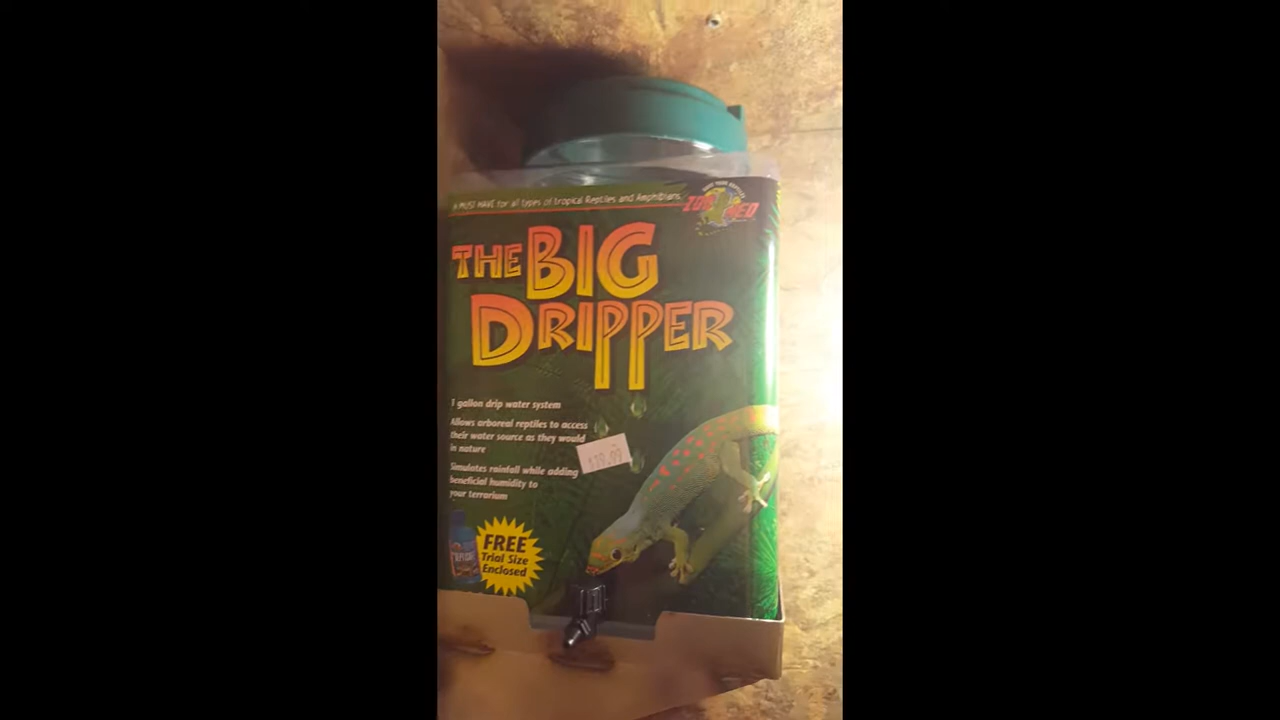 A MUST HAVE for all types of tropical Reptiles and Amphibians.
ZOO MED
THE BIG
DRIPPER
1 gallon drip water system
Allows arboreal reptiles to access
their water source as they would
in nature
Simulates rainfall while adding
beneficial humidity to
your terrarium
FREE
Trial Size
Enclosed